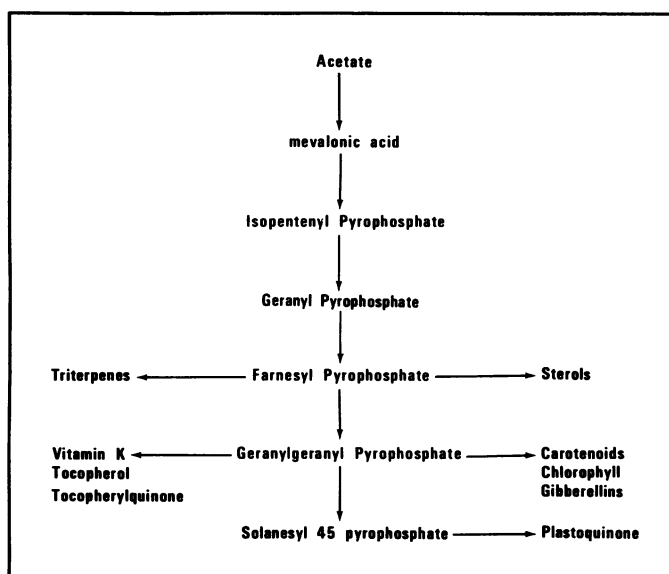 Acetate
mevalonic acid
Isopentenyl Pyrophosphate
Geranyl Pyrophosphate
Triterpenes Farnesyl Pyrophosphate Sterols
Vitamin K Geranylgeranyl Pyrophosphate Carotenoids
Tocopherol Chlorophyll
Tocopherylquinone Gibberellins
Solanesyl 45 pyrophosphate Plastoquinone